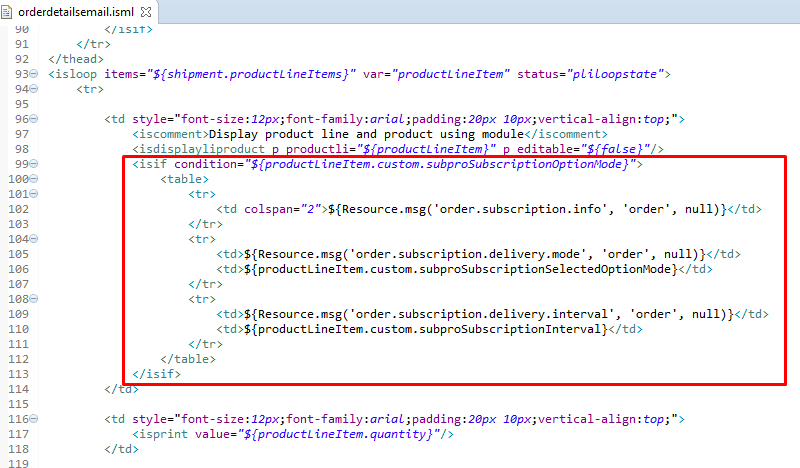 orderdetailsemail.isml
90 </isif>
91 </tr>
92 </thead>
93 <isloop items="${shipment.productLineItems}" var="productLineItem" status="pliloopstate">
94 <tr>
95
96 <td style="font-size:12px;font-family:arial;padding:20px 10px;vertical-align:top;">
97 <iscomment>Display product line and product using module</iscomment>
98 <isdisplayliproduct p_productli="${productLineItem}" p_editable="${false}"/>
99 <isif condition="${productLineItem.custom.subproSubscriptionOptionMode}">
100 <table>
101 <tr>
102 <td colspan="2">${Resource.msg('order.subscription.info', 'order', null)}</td>
103 </tr>
104 <tr>
105 <td>${Resource.msg('order.subscription.delivery.mode', 'order', null)}</td>
106 <td>${productLineItem.custom.subproSubscriptionSelectedOptionMode}</td>
107 </tr>
108 <tr>
109 <td>${Resource.msg('order.subscription.delivery.interval', 'order', null)}</td>
110 <td>${productLineItem.custom.subproSubscriptionInterval}</td>
111 </tr>
112 </table>
113 </isif>
114 </td>
115
116 <td style="font-size:12px;font-family:arial;padding:20px 10px;vertical-align:top;">
117 <isprint value="${productLineItem.quantity}"/>
118 </td>
119